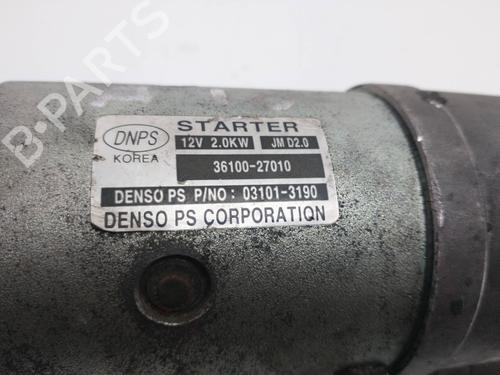 B-PARTS
DNPS
KOREA
STARTER
12V 2.0KW JM D2.0
36100-27010
DENSO PS P/NO : 03101-3190
DENSO PS CORPORATION